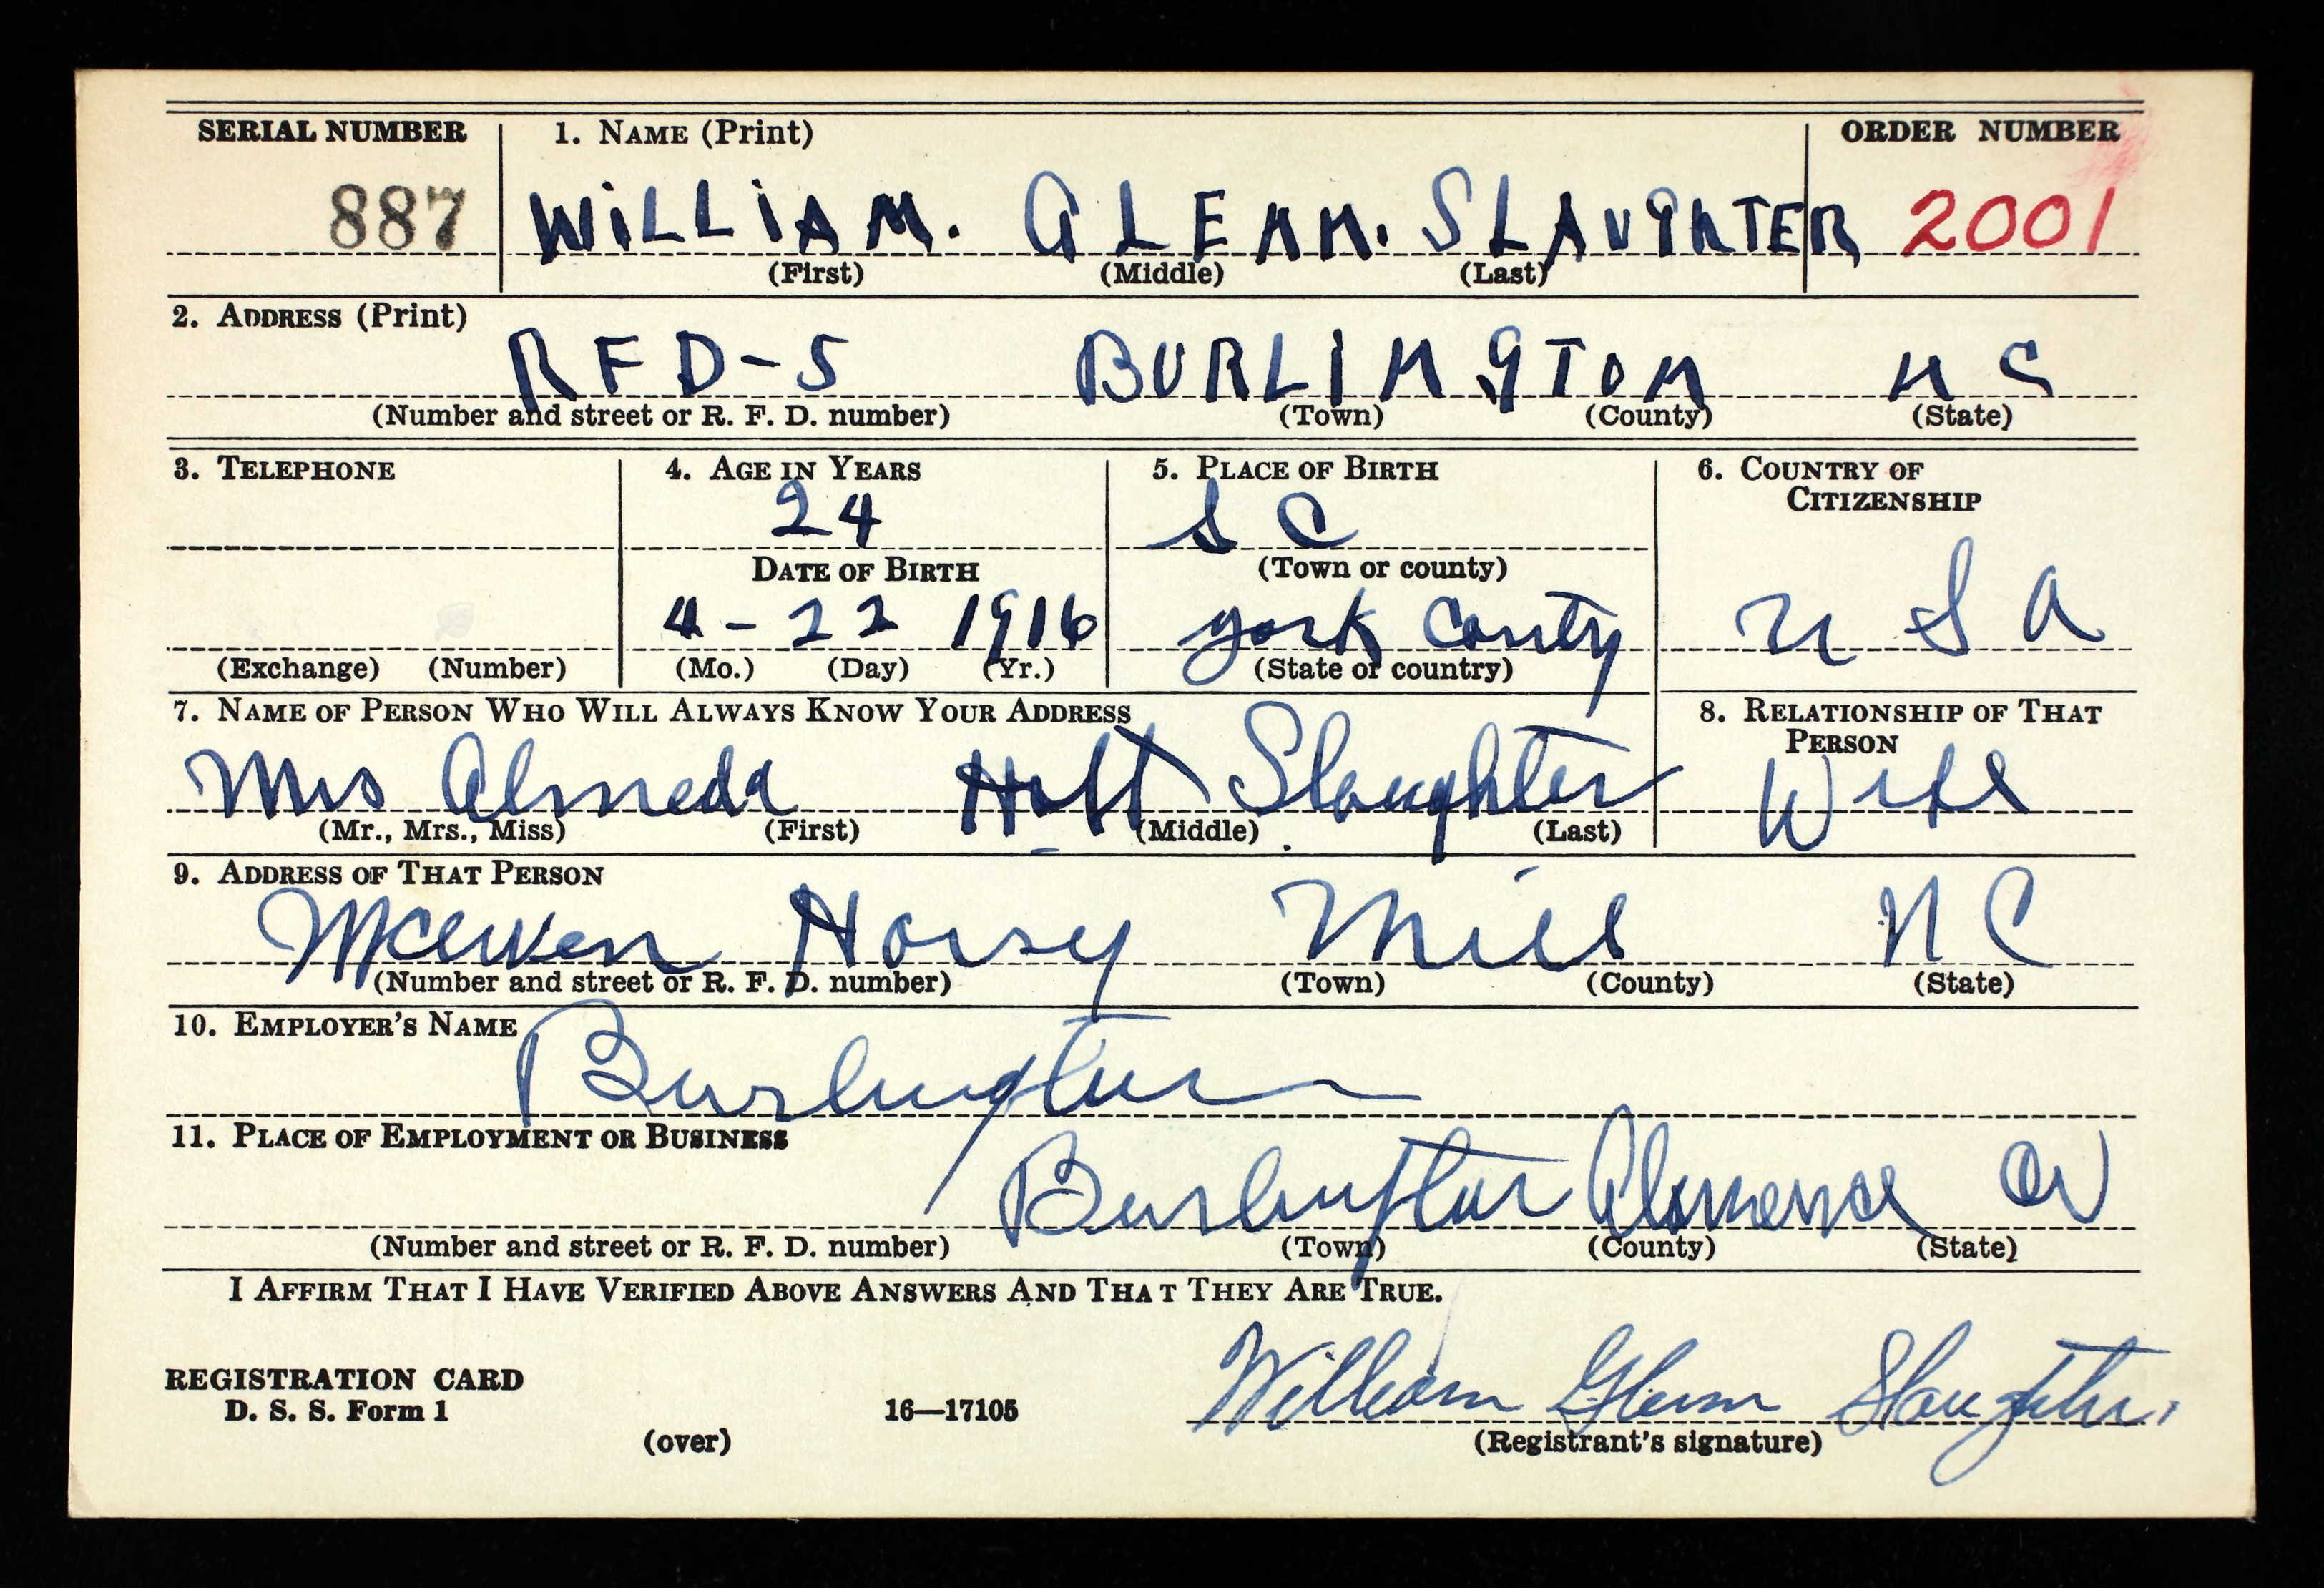 SERIAL NUMBER 1. NAME (Print) ORDER NUMBER
887 WiLLiAM. GLENN. SLAUGHTER 2001
(First) (Middle) (Last)
2. ADDRESS (Print)
RFD-5 BURLINGTON NC
(Number and street or R. F. D. number) (Town) (County) (State)
3. TELEPHONE 4. AGE IN YEARS 5. PLACE OF BIRTH 6. COUNTRY OF
CITIZENSHIP
24 S C
DATE OF BIRTH (Town or county)
4-22 1916 york Conty U S A
(Exchange) (Number) (Mo.) (Day) (Yr.) (State or country)
7. NAME OF PERSON WHO WILL ALWAYS KNOW YOUR ADDRESS 8. RELATIONSHIP OF THAT
PERSON
Mrs Almeda Holt Slaughter Wife
(Mr., Mrs., Miss) (First) (Middle) (Last)
9. ADDRESS OF THAT PERSON
McEwen Horsy Mill N C
(Number and street or R. F. D. number) (Town) (County) (State)
10. EMPLOYER'S NAME
Burlington
11. PLACE OF EMPLOYMENT OR BUSINESS
Burlington Alamance
(Number and street or R. F. D. number) (Town) (County) (State)
I AFFIRM THAT I HAVE VERIFIED ABOVE ANSWERS AND THAT THEY ARE TRUE.
REGISTRATION CARD
D. S. S. Form 1 16—17105 William Glenn Slaughter.
(over) (Registrant's signature)